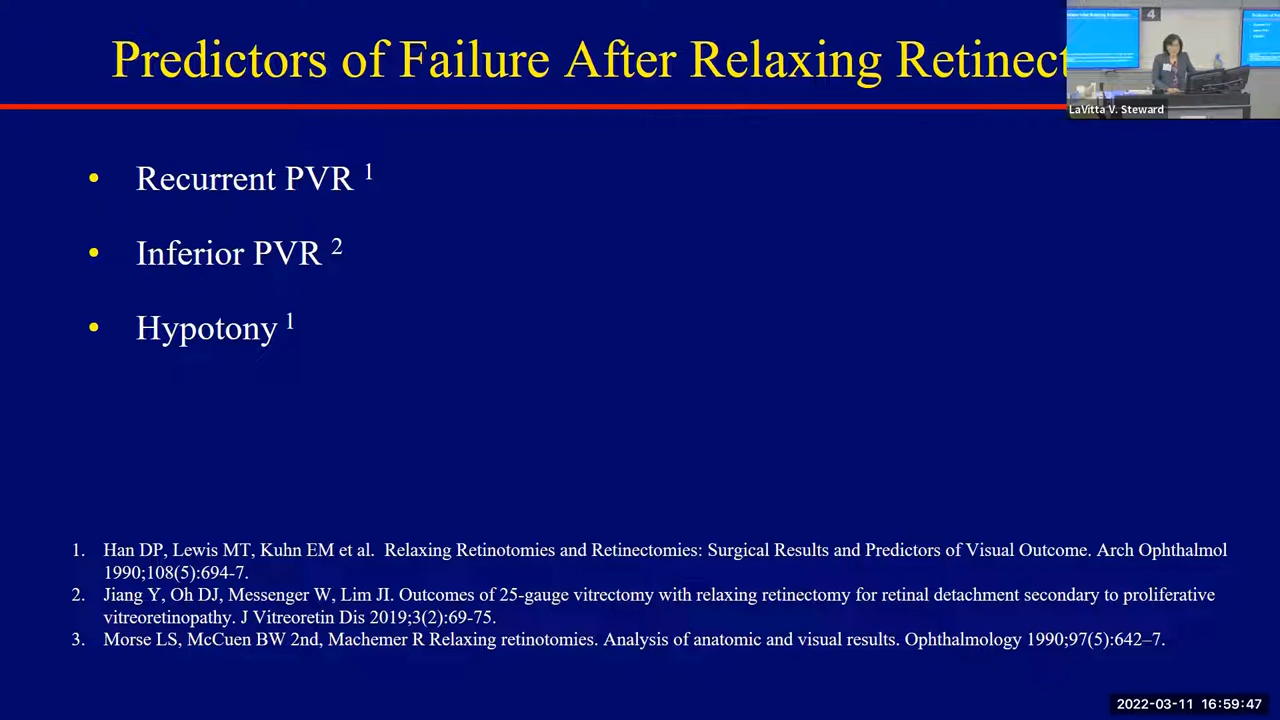 Predictors of Failure After Relaxing Retinect
4
LaVitta V. Steward
• Recurrent PVR 1
• Inferior PVR 2
• Hypotony 1
1. Han DP, Lewis MT, Kuhn EM et al. Relaxing Retinotomies and Retinectomies: Surgical Results and Predictors of Visual Outcome. Arch Ophthalmol
1990;108(5):694-7.
2. Jiang Y, Oh DJ, Messenger W, Lim JI. Outcomes of 25-gauge vitrectomy with relaxing retinectomy for retinal detachment secondary to proliferative
vitreoretinopathy. J Vitreoretin Dis 2019;3(2):69-75.
3. Morse LS, McCuen BW 2nd, Machemer R Relaxing retinotomies. Analysis of anatomic and visual results. Ophthalmology 1990;97(5):642–7.
2022-03-11 16:59:47